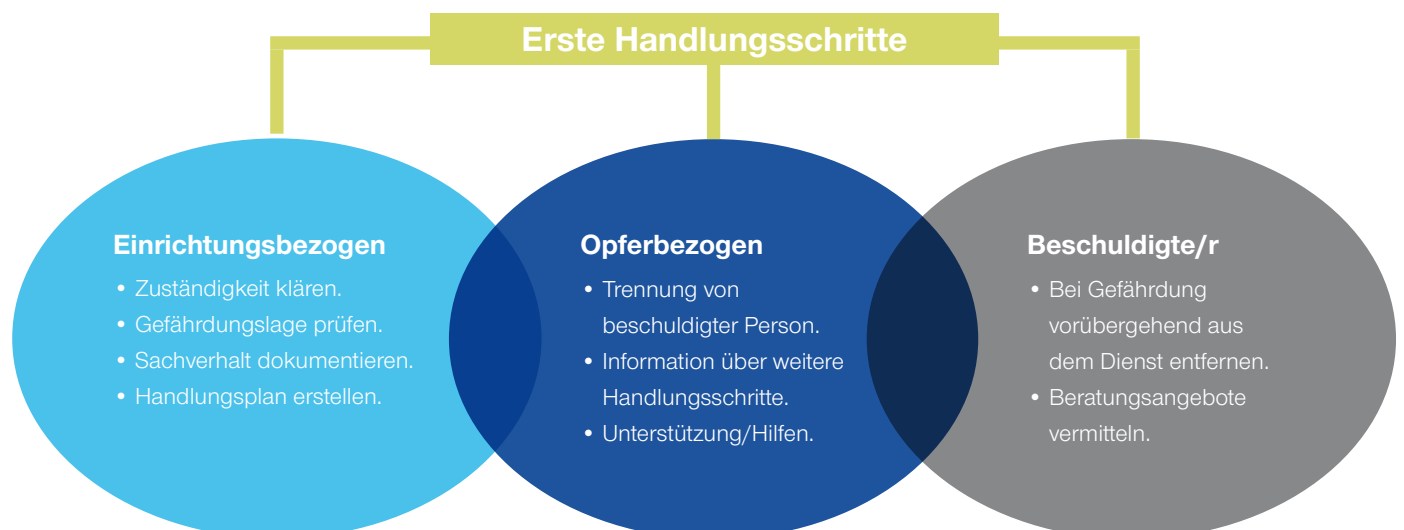 Erste Handlungsschritte
Einrichtungsbezogen
• Zuständigkeit klären.
• Gefährdungslage prüfen.
• Sachverhalt dokumentieren.
• Handlungsplan erstellen.
Opferbezogen
• Trennung von
beschuldigter Person.
• Information über weitere
Handlungsschritte.
• Unterstützung/Hilfen.
Beschuldigte/r
• Bei Gefährdung
vorübergehend aus
dem Dienst entfernen.
• Beratungsangebote
vermitteln.